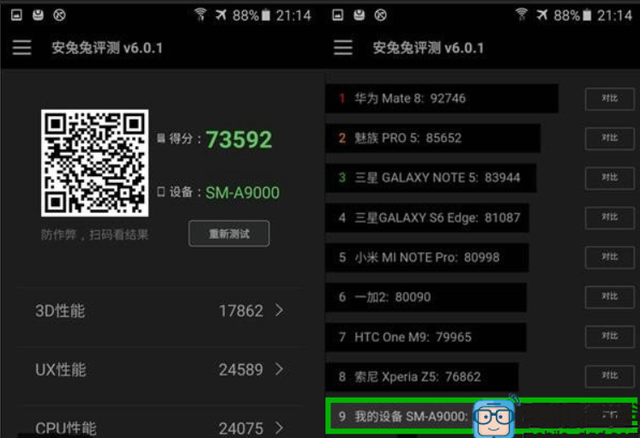 88% 21:14
安兔兔评测 v6.0.1
得分：73592
设备：SM-A9000
防作弊，扫码看结果
重新测试
3D性能 17862
UX性能 24589
CPU性能 24075
88% 21:14
安兔兔评测 v6.0.1
1 华为 Mate 8: 92746 对比
2 魅族 PRO 5: 85652 对比
3 三星 GALAXY NOTE 5: 83944 对比
4 三星GALAXY S6 Edge: 81087 对比
5 小米 MI NOTE Pro: 80998 对比
6 一加2: 80090 对比
7 HTC One M9: 79965 对比
8 索尼 Xperia Z5: 76862 对比
9 我的设备 SM-A9000: